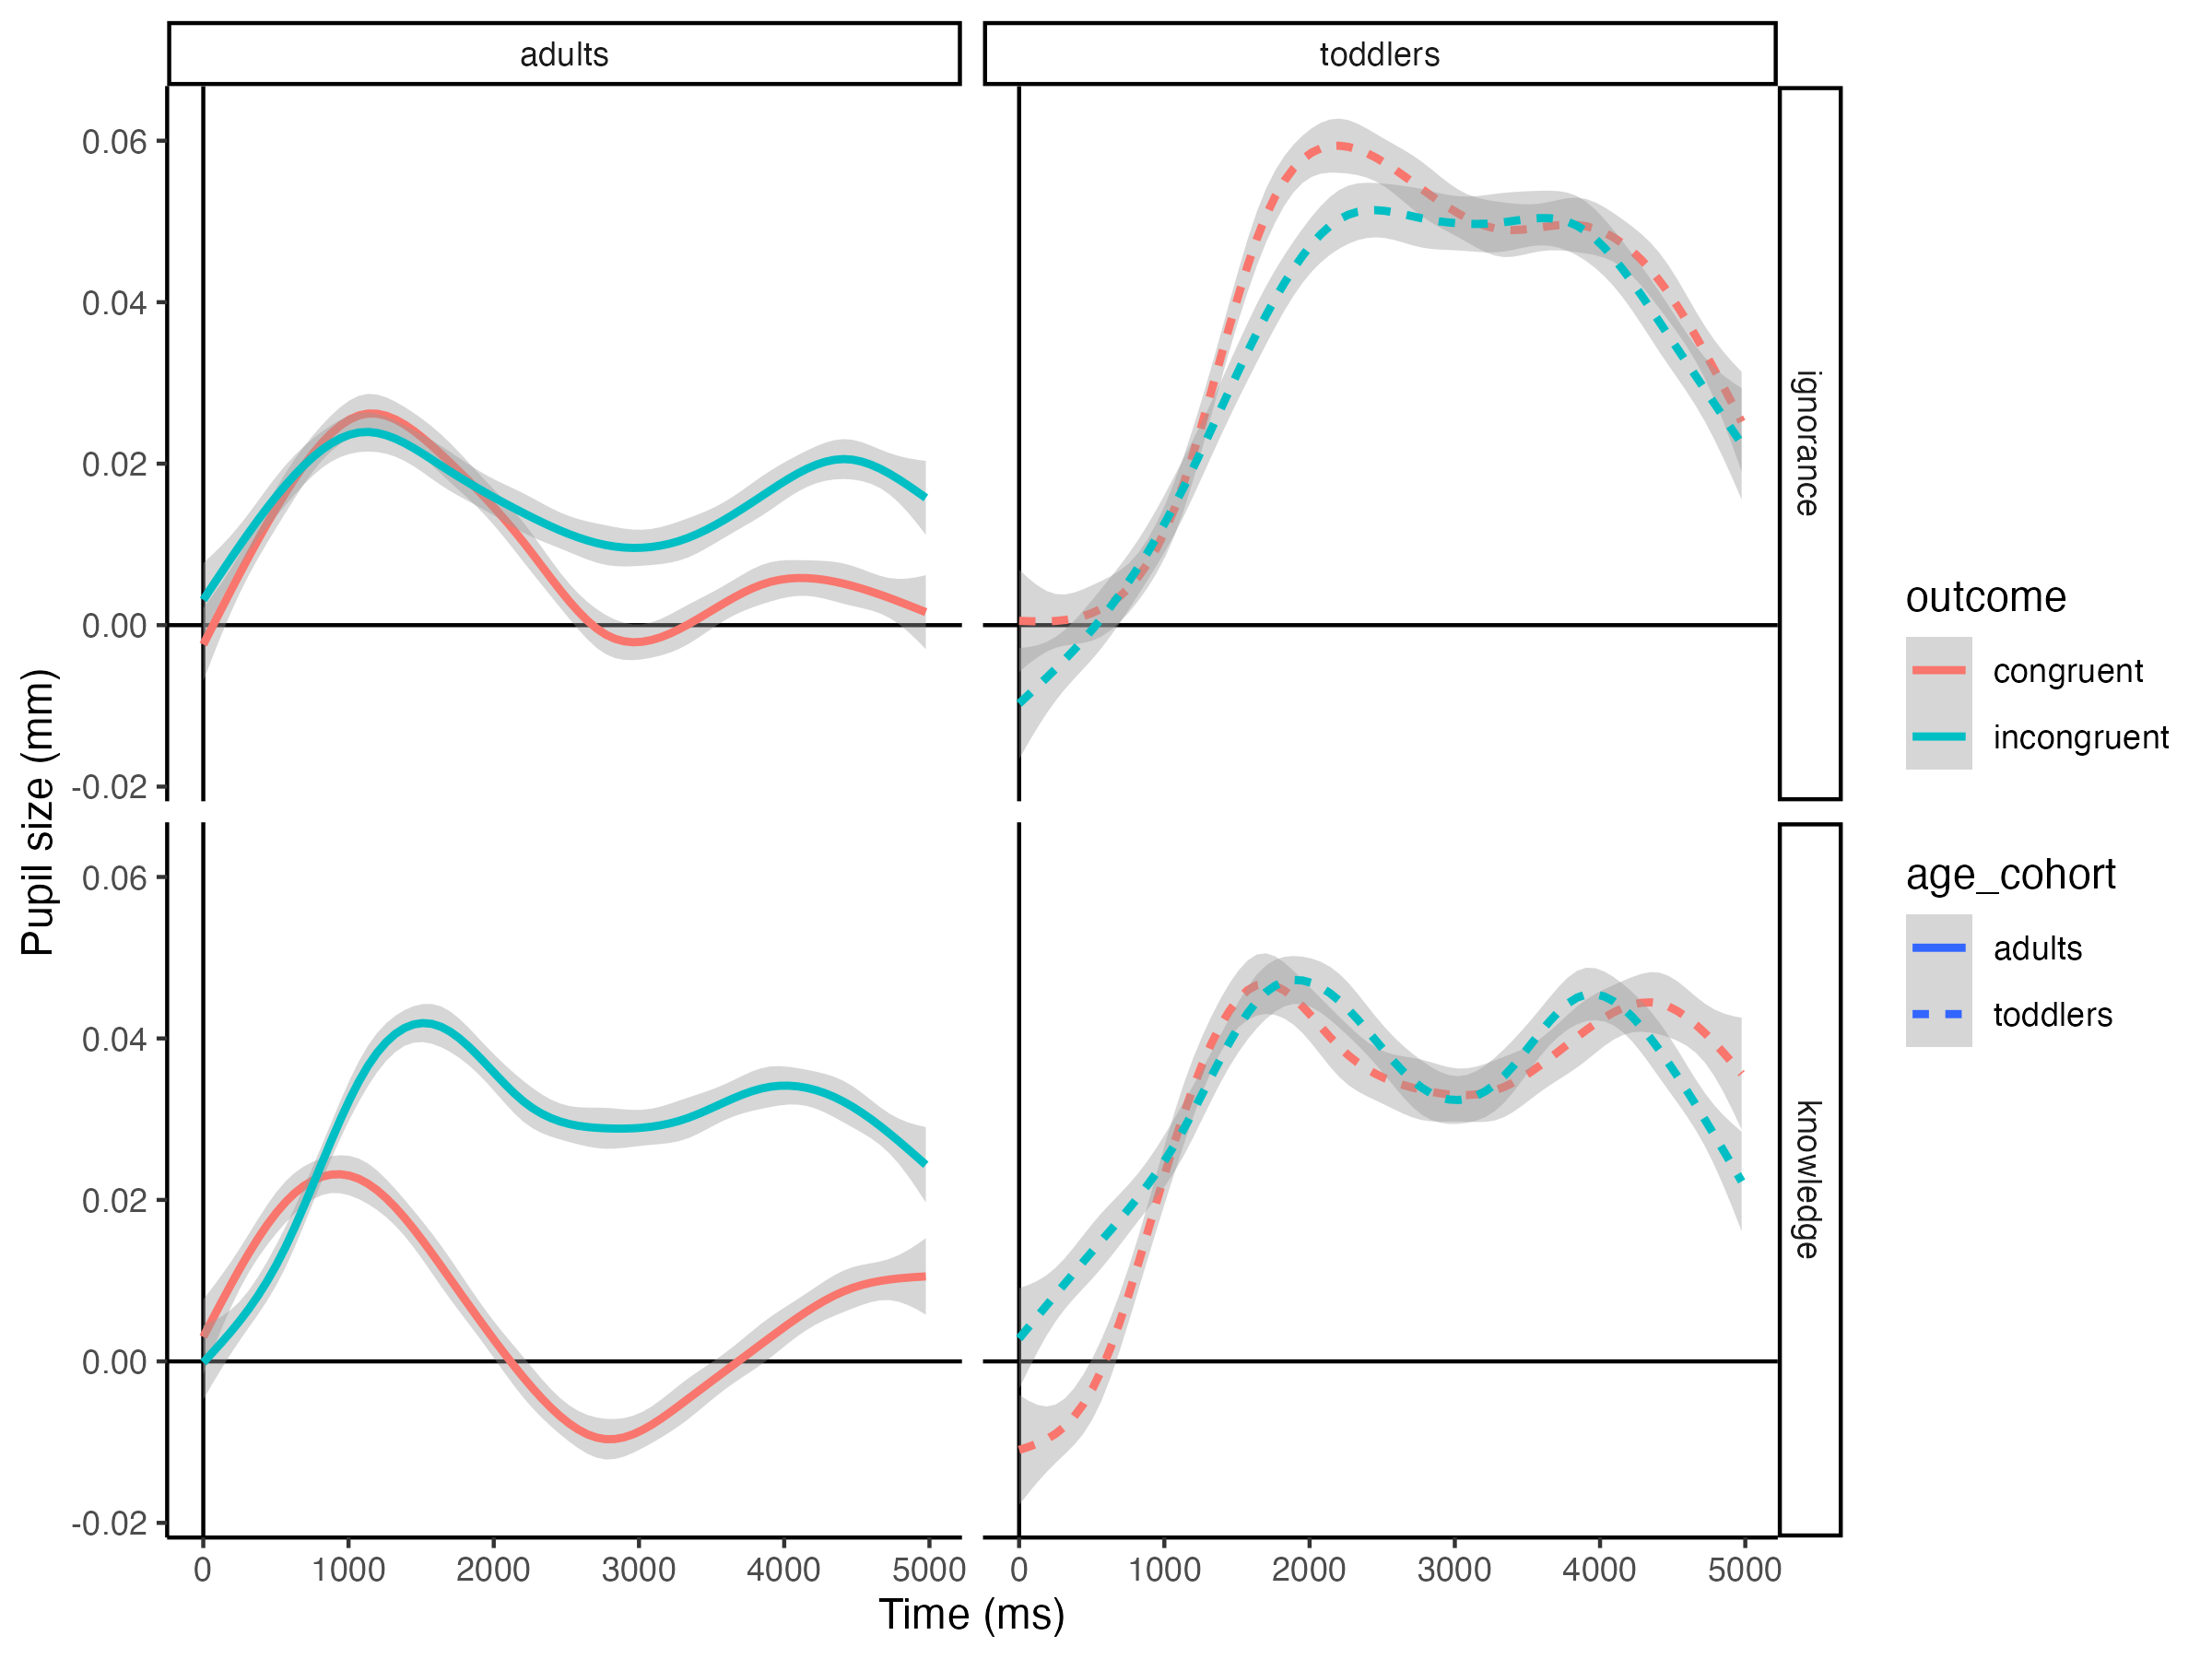 adults
toddlers
0.06
0.04
0.02
0.00
-0.02
ignorance
0.06
0.04
0.02
0.00
-0.02
knowledge
Pupil size (mm)
0 1000 2000 3000 4000 5000
0 1000 2000 3000 4000 5000
Time (ms)
outcome
congruent
incongruent
age_cohort
adults
toddlers